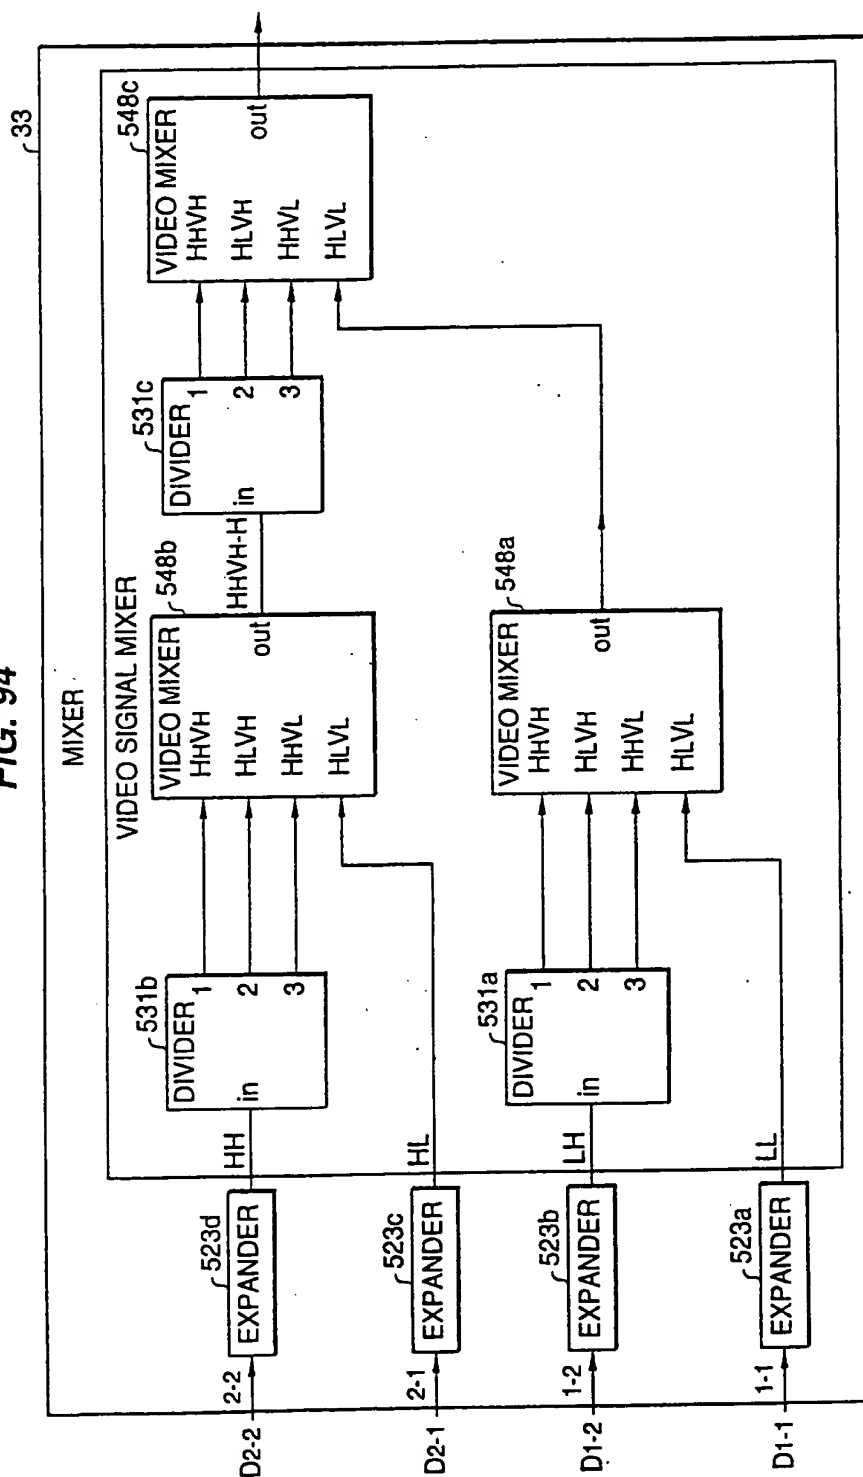 FIG. 94
33
MIXER
VIDEO SIGNAL MIXER
D2-2
2-2
EXPANDER
523d
HH
DIVIDER
531b
in
1
2
3
VIDEO MIXER
548b
HHVH
HLVH
HHVL
HLVL
out
HHVH-H
DIVIDER
531c
in
1
2
3
VIDEO MIXER
548c
HHVH
HLVH
HHVL
HLVL
out
D2-1
2-1
EXPANDER
523c
HL
D1-2
1-2
EXPANDER
523b
LH
DIVIDER
531a
in
1
2
3
VIDEO MIXER
548a
HHVH
HLVH
HHVL
HLVL
out
D1-1
1-1
EXPANDER
523a
LL